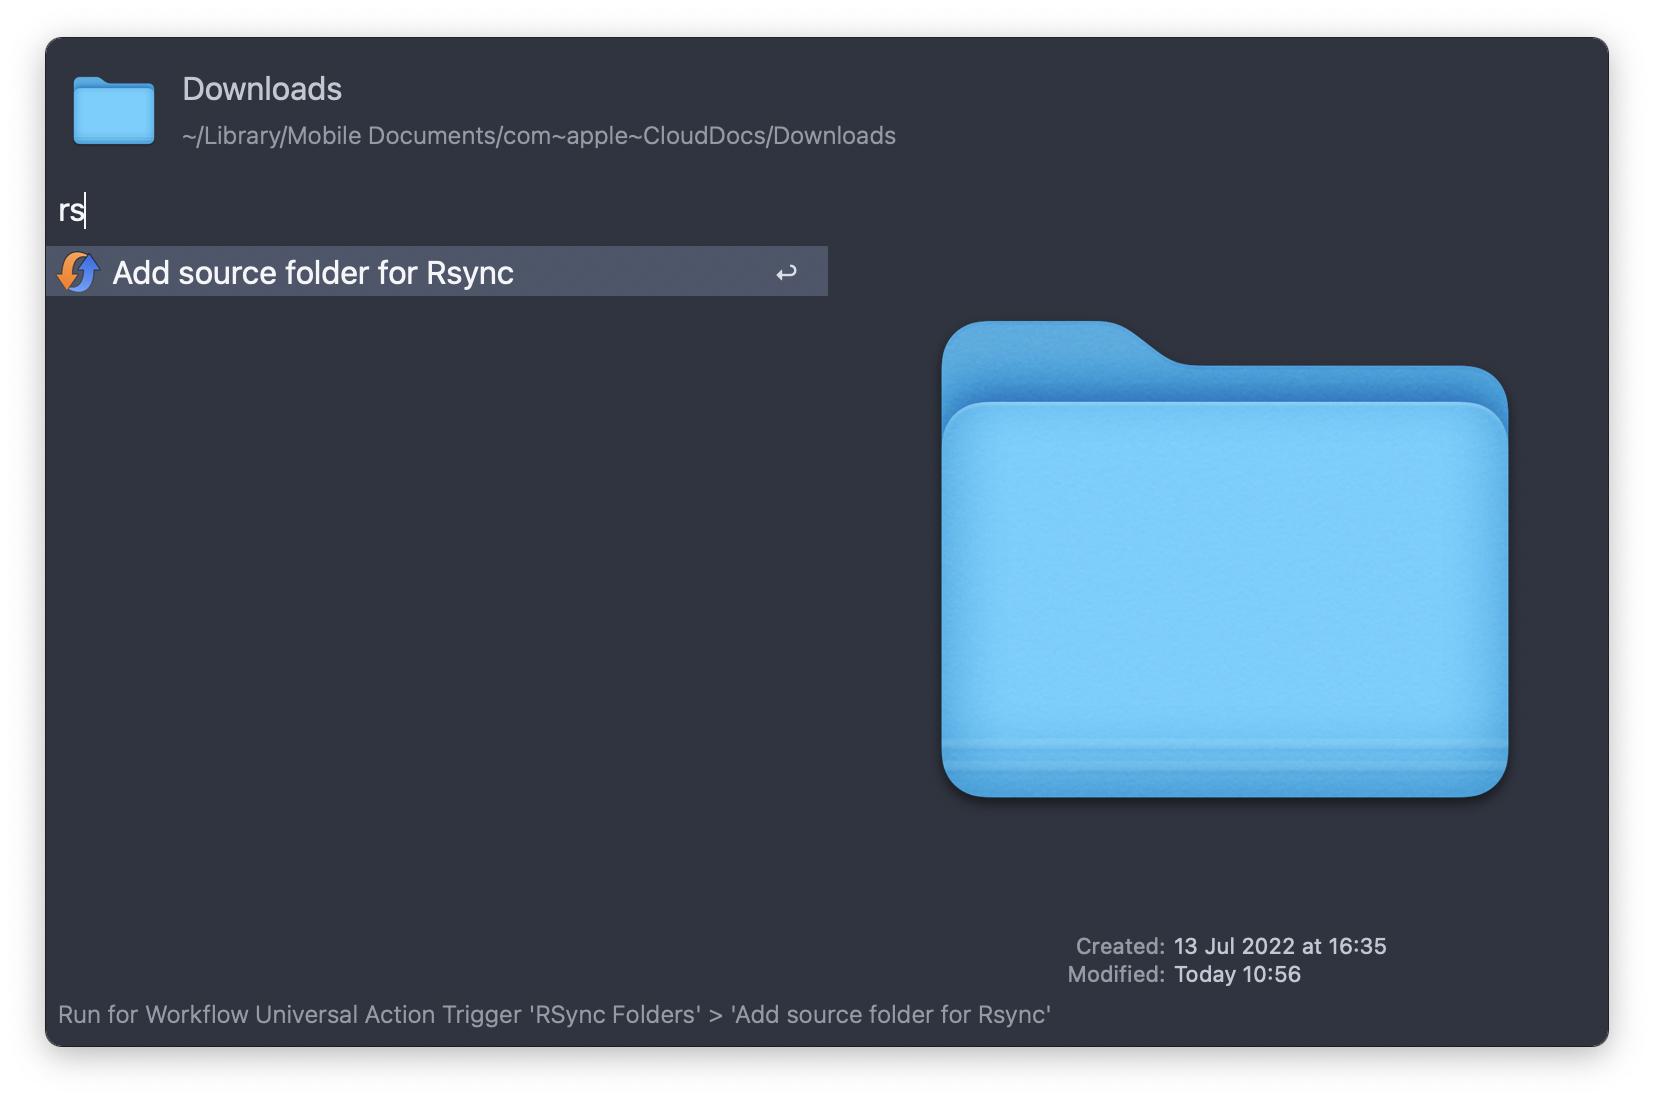 Downloads
~/Library/Mobile Documents/com~apple~CloudDocs/Downloads
rs
Add source folder for Rsync
Created: 13 Jul 2022 at 16:35
Modified: Today 10:56
Run for Workflow Universal Action Trigger 'RSync Folders' > 'Add source folder for Rsync'